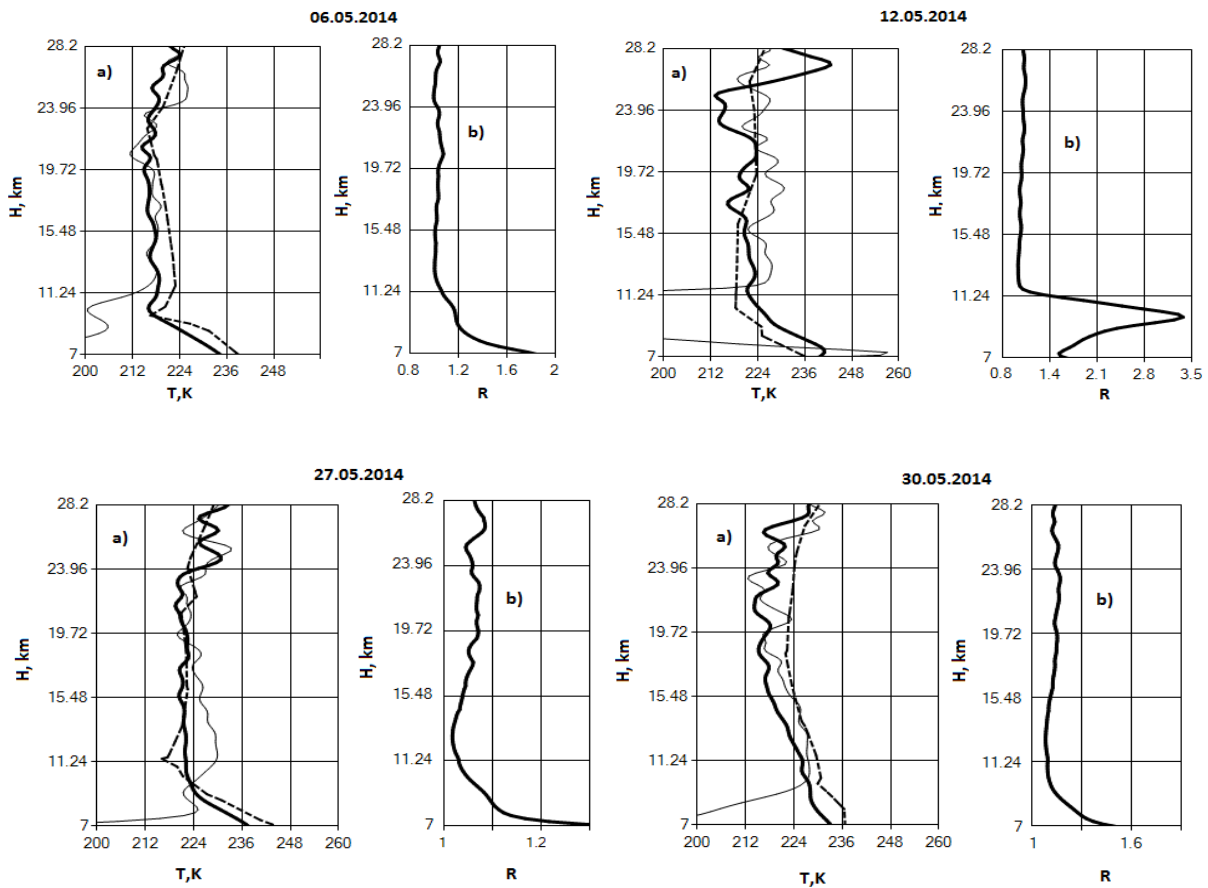 06.05.2014
28.2
23.96
19.72
15.48
11.24
7
H, km
a)
200 212 224 236 248
T,K
28.2
23.96
19.72
15.48
11.24
7
H, km
b)
0.8 1.2 1.6 2
R
12.05.2014
28.2
23.96
19.72
15.48
11.24
7
H, km
a)
200 212 224 236 248 260
T,K
28.2
23.96
19.72
15.48
11.24
7
H, km
b)
0.8 1.4 2.1 2.8 3.5
R
27.05.2014
28.2
23.96
19.72
15.48
11.24
7
H, km
a)
200 212 224 236 248 260
T,K
28.2
23.96
19.72
15.48
11.24
7
H, km
b)
1 1.2
R
30.05.2014
28.2
23.96
19.72
15.48
11.24
7
H, km
a)
200 212 224 236 248 260
T,K
28.2
23.96
19.72
15.48
11.24
7
H, km
b)
1 1.6
R